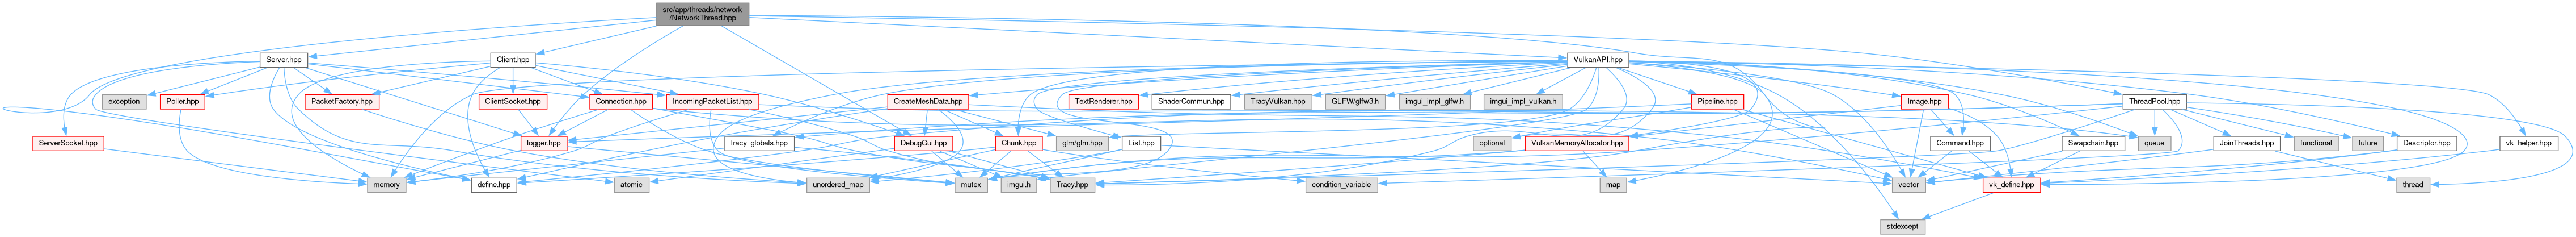 src/app/threads/network
/NetworkThread.hpp
Server.hpp
Client.hpp
VulkanAPI.hpp
exception
Poller.hpp
PacketFactory.hpp
ClientSocket.hpp
Connection.hpp
IncomingPacketList.hpp
CreateMeshData.hpp
TextRenderer.hpp
ShaderCommun.hpp
TracyVulkan.hpp
GLFW/glfw3.h
imgui_impl_glfw.h
imgui_impl_vulkan.h
Pipeline.hpp
Image.hpp
ThreadPool.hpp
ServerSocket.hpp
logger.hpp
tracy_globals.hpp
DebugGui.hpp
Chunk.hpp
glm/glm.hpp
List.hpp
optional
VulkanMemoryAllocator.hpp
Command.hpp
Swapchain.hpp
queue
JoinThreads.hpp
functional
future
Descriptor.hpp
vk_helper.hpp
memory
define.hpp
atomic
unordered_map
mutex
imgui.h
Tracy.hpp
condition_variable
map
vector
vk_define.hpp
thread
stdexcept